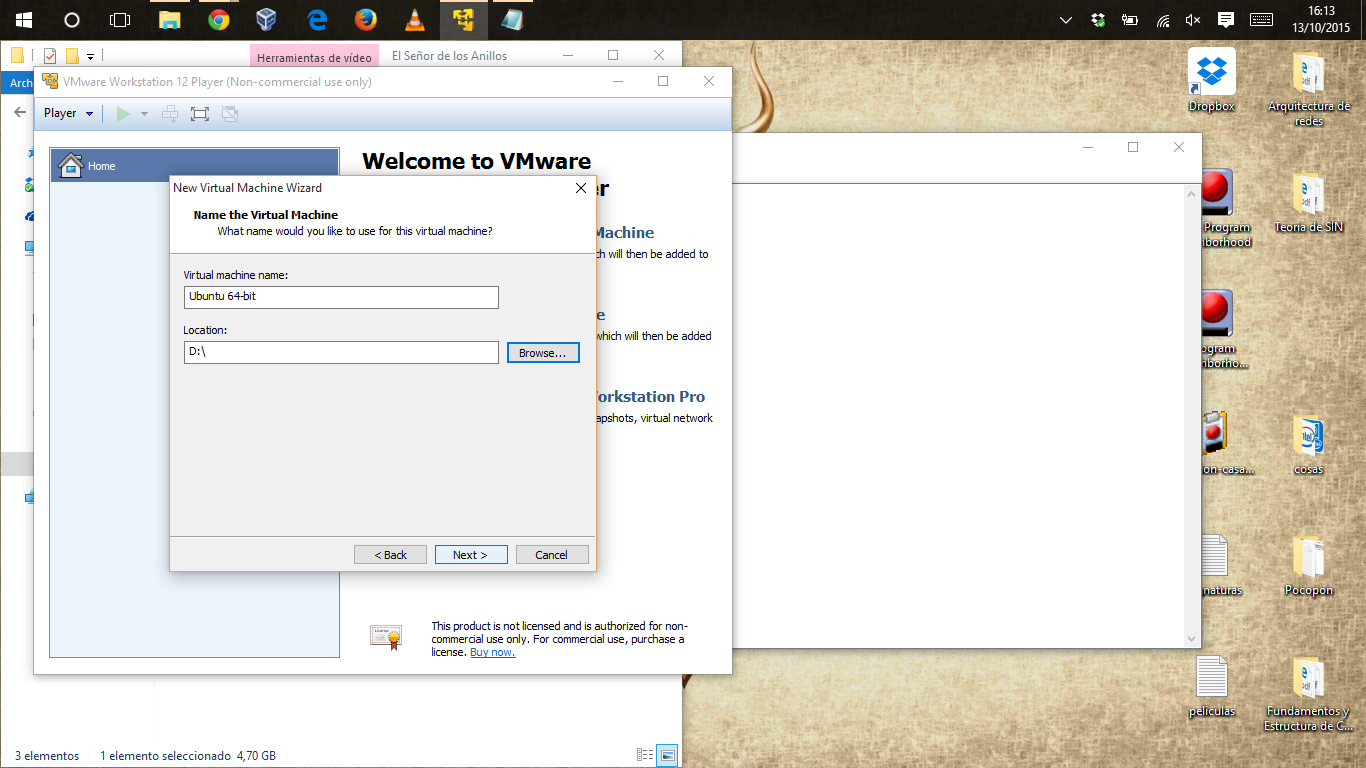 16:13
13/10/2015
Herramientas de vídeo
El Señor de los Anillos
Arch
VMware Workstation 12 Player (Non-commercial use only)
Player
Home
Welcome to VMware
er
Machine
ch will then be added to
e
which will then be added
orkstation Pro
apshots, virtual network
New Virtual Machine Wizard
Name the Virtual Machine
What name would you like to use for this virtual machine?
Virtual machine name:
Ubuntu 64-bit
Location:
D:\
Browse...
< Back
Next >
Cancel
This product is not licensed and is authorized for non-
commercial use only. For commercial use, purchase a
license. Buy now.
3 elementos
1 elemento seleccionado 4,70 GB
Dropbox
Arquitectura de
redes
Program
nborhood
Teoria de SIN
ogram
nborho...
on-casa...
cosas
naturas
Pocopon
peliculas
Fundamentos y
Estructura de C...